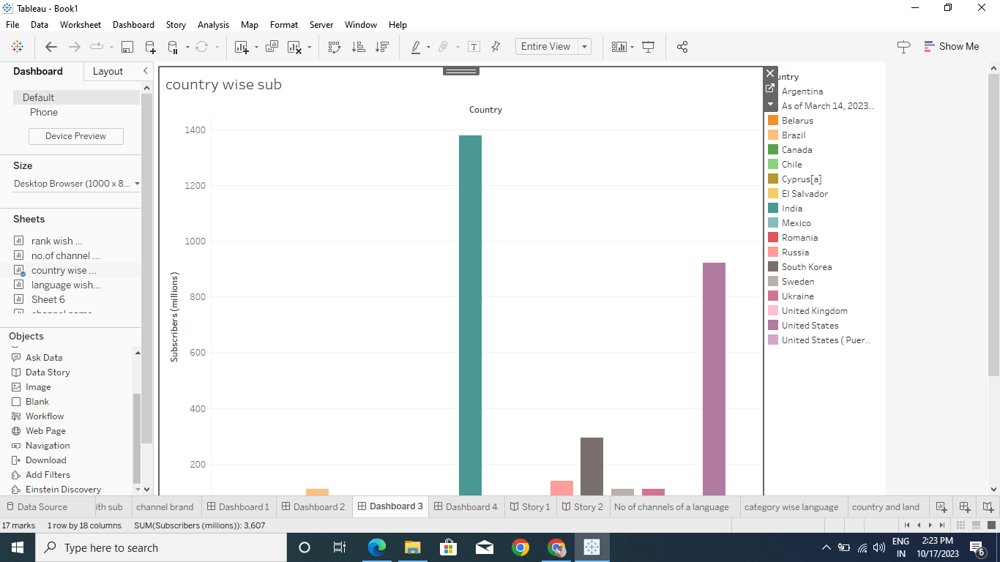 Tableau - Book1
File Data Worksheet Dashboard Story Analysis Map Format Server Window Help
Entire View
Show Me
Dashboard Layout
Default
Phone
Device Preview
Size
Desktop Browser (1000 x 8...
Sheets
rank wish ...
no.of channel ...
country wise ...
language wish...
Sheet 6
Objects
Ask Data
Data Story
Image
Blank
Workflow
Web Page
Navigation
Download
Add Filters
Einstein Discovery
country wise sub
Country
1400
1200
1000
800
600
400
200
Subscribers (millions)
untry
Argentina
As of March 14, 2023..
Belarus
Brazil
Canada
Chile
Cyprus[a]
El Salvador
India
Mexico
Romania
Russia
South Korea
Sweden
Ukraine
United Kingdom
United States
United States ( Puer..
Data Source ith sub channel brand Dashboard 1 Dashboard 2 Dashboard 3 Dashboard 4 Story 1 Story 2 No of channels of a language category wise language country and land
17 marks 1 row by 18 columns SUM(Subscribers (millions)): 3,607
Type here to search
ENG
IN
2:23 PM
10/17/2023
6